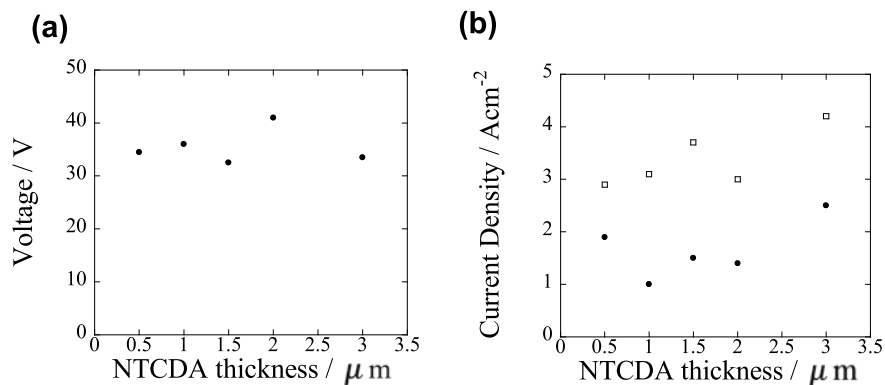 (a)
50
40
30
20
10
0
0 0.5 1 1.5 2 2.5 3 3.5
Voltage / V
NTCDA thickness / μm
(b)
5
4
3
2
1
0
0 0.5 1 1.5 2 2.5 3 3.5
Current Density / Acm-2
NTCDA thickness / μm